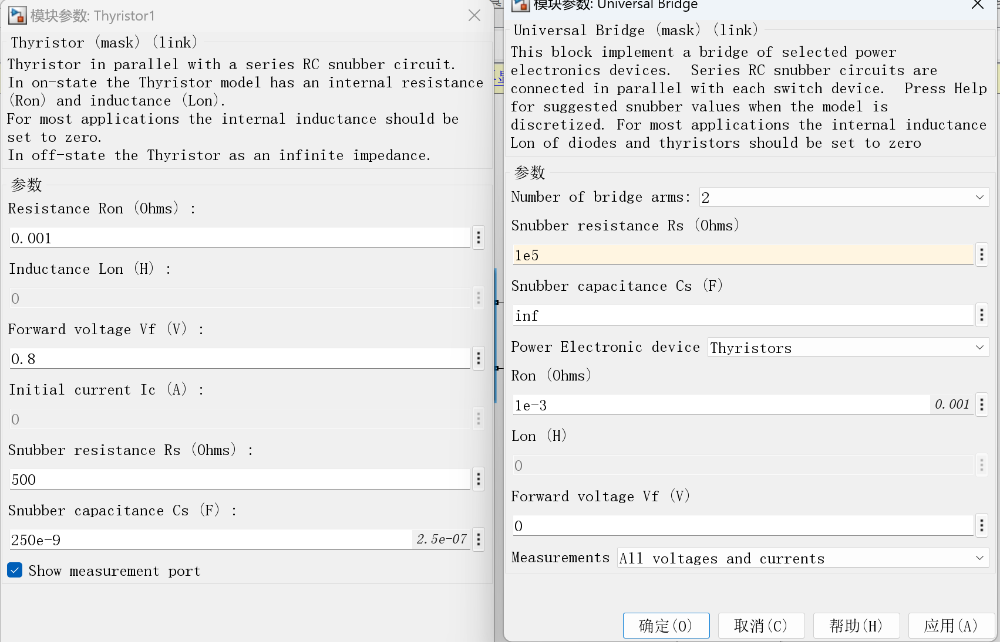 模块参数: Thyristor1
Thyristor (mask) (link)
Thyristor in parallel with a series RC snubber circuit.
In on-state the Thyristor model has an internal resistance
(Ron) and inductance (Lon).
For most applications the internal inductance should be
set to zero.
In off-state the Thyristor as an infinite impedance.
参数
Resistance Ron (Ohms) :
0.001
Inductance Lon (H) :
0
Forward voltage Vf (V) :
0.8
Initial current Ic (A) :
0
Snubber resistance Rs (Ohms) :
500
Snubber capacitance Cs (F) :
250e-9 2.5e-07
Show measurement port
模块参数: Universal Bridge
Universal Bridge (mask) (link)
This block implement a bridge of selected power
electronics devices. Series RC snubber circuits are
connected in parallel with each switch device. Press Help
for suggested snubber values when the model is
discretized. For most applications the internal inductance
Lon of diodes and thyristors should be set to zero
参数
Number of bridge arms: 2
Snubber resistance Rs (Ohms)
1e5
Snubber capacitance Cs (F)
inf
Power Electronic device Thyristors
Ron (Ohms)
1e-3 0.001
Lon (H)
0
Forward voltage Vf (V)
0
Measurements All voltages and currents
确定(O) 取消(C) 帮助(H) 应用(A)